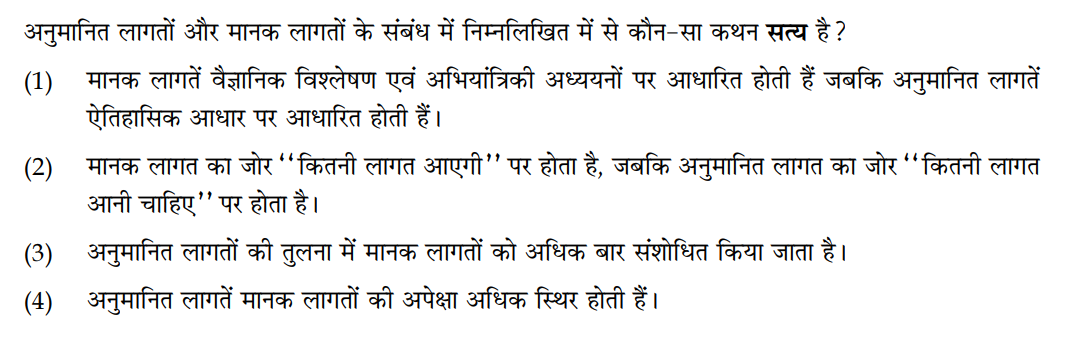 अनुमानित लागतों और मानक लागतों के संबंध में निम्नलिखित में से कौन-सा कथन सत्य है ?
(1) मानक लागतें वैज्ञानिक विश्लेषण एवं अभियांत्रिकी अध्ययनों पर आधारित होती हैं जबकि अनुमानित लागतें
ऐतिहासिक आधार पर आधारित होती हैं।
(2) मानक लागत का जोर ‘‘कितनी लागत आएगी’’ पर होता है, जबकि अनुमानित लागत का जोर ‘‘कितनी लागत
आनी चाहिए’’ पर होता है।
(3) अनुमानित लागतों की तुलना में मानक लागतों को अधिक बार संशोधित किया जाता है।
(4) अनुमानित लागतें मानक लागतों की अपेक्षा अधिक स्थिर होती हैं।